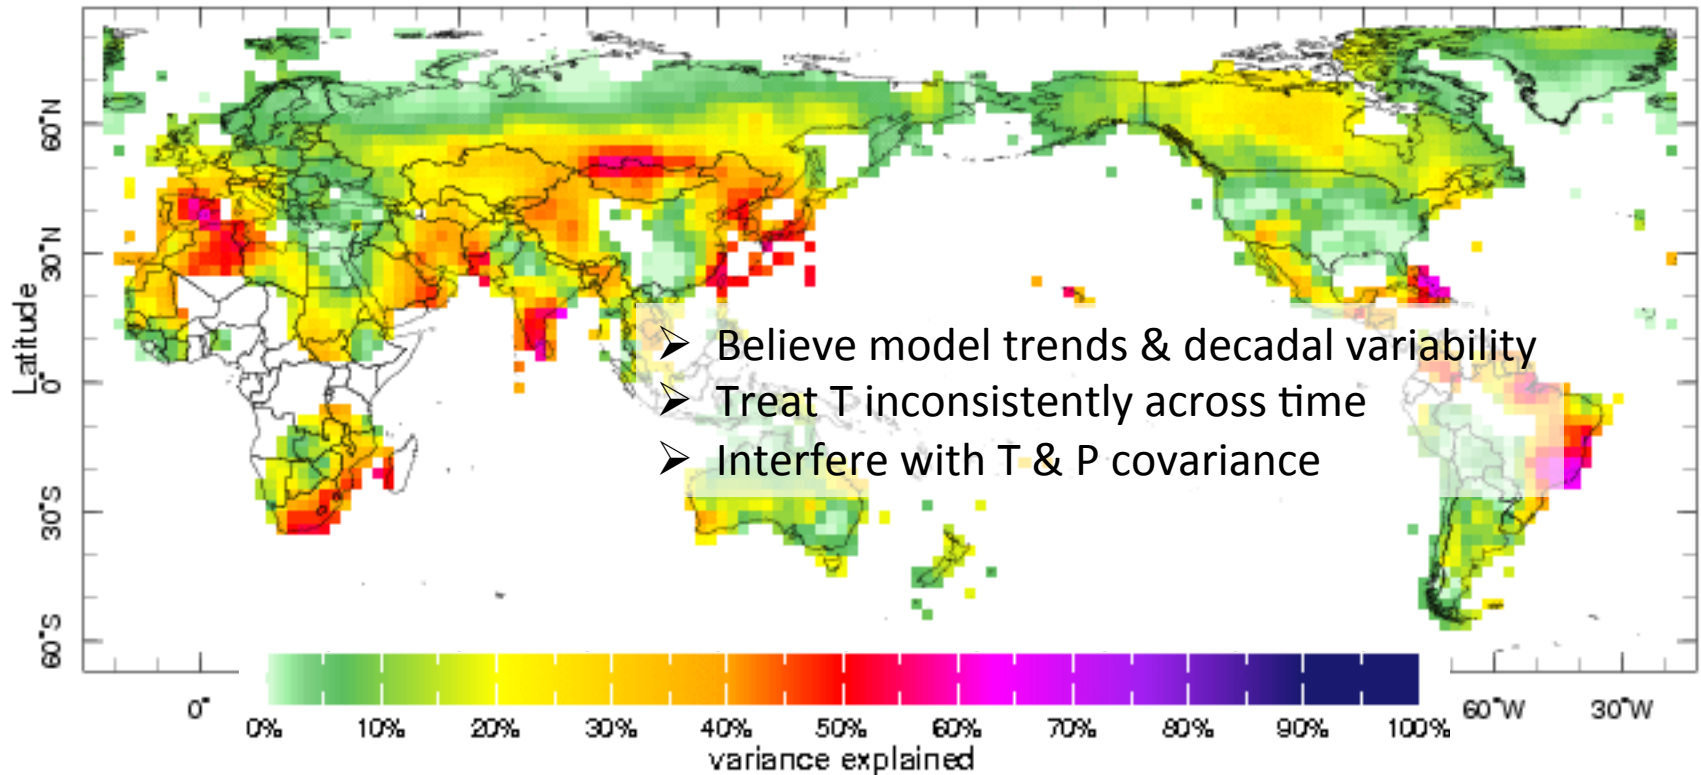 60°N
30°N
Latitude
0°
30°S
60°S
➢ Believe model trends & decadal variability
➢ Treat T inconsistently across time
➢ Interfere with T & P covariance
0° 60°W 30°W
0% 10% 20% 30% 40% 50% 60% 70% 80% 90% 100%
variance explained